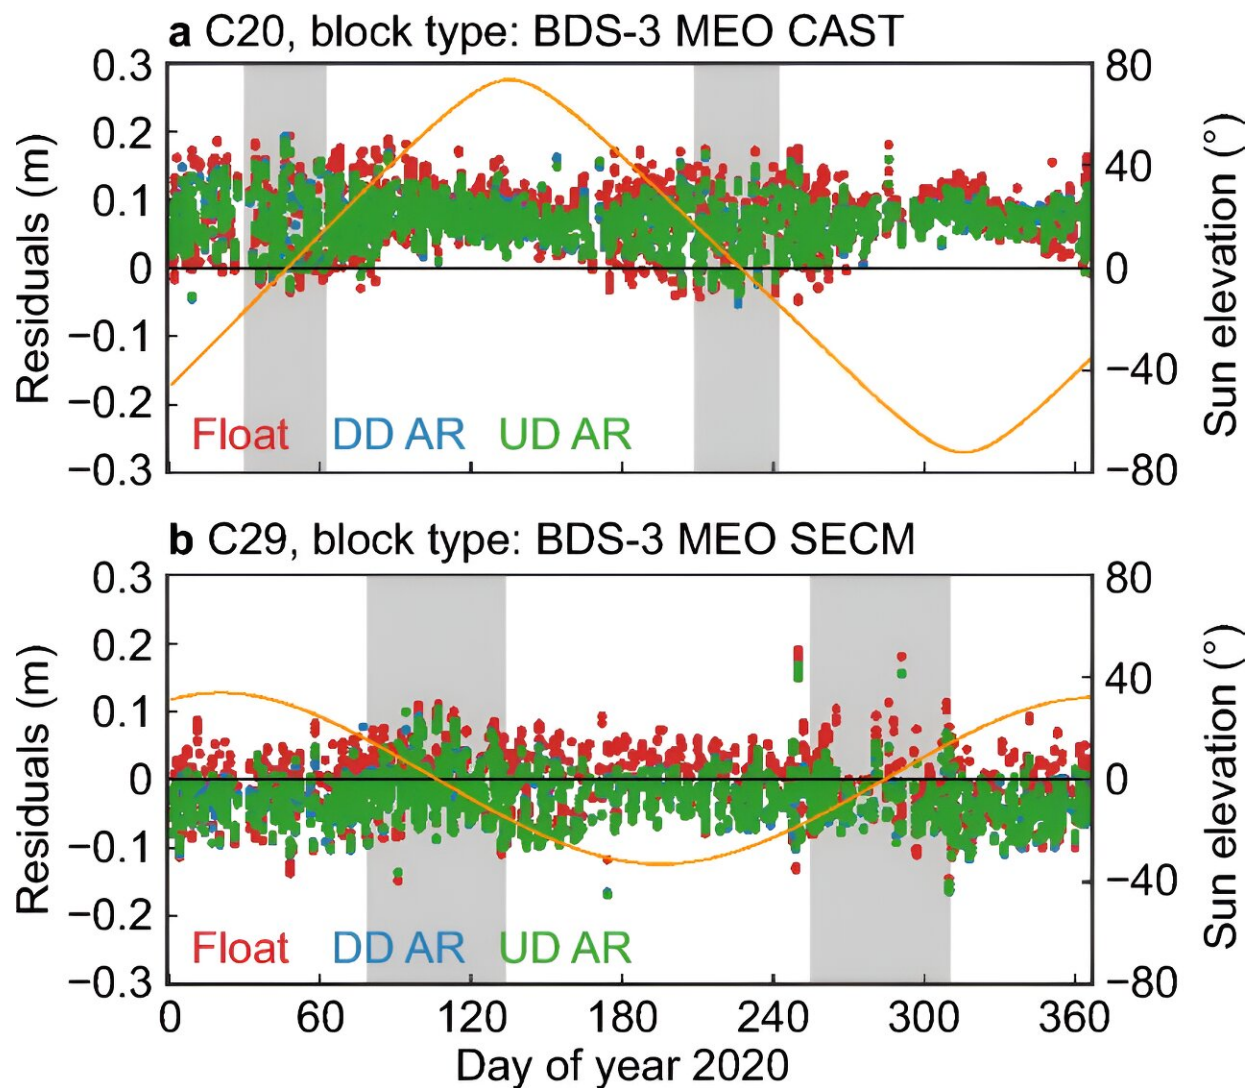 a C20, block type: BDS-3 MEO CAST
0.3
0.2
0.1
0
−0.1
−0.2
−0.3
Residuals (m)
80
40
0
−40
−80
Sun elevation (°)
Float DD AR UD AR
b C29, block type: BDS-3 MEO SECM
0.3
0.2
0.1
0
−0.1
−0.2
−0.3
Residuals (m)
80
40
0
−40
−80
Sun elevation (°)
Float DD AR UD AR
0 60 120 180 240 300 360
Day of year 2020